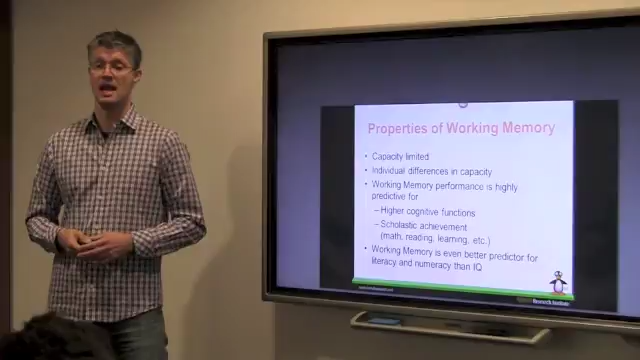 Properties of Working Memory
• Capacity limited
• Individual differences in capacity
• Working Memory performance is highly
predictive for
– Higher cognitive functions
– Scholastic achievement
(math, reading, learning, etc.)
• Working Memory is even better predictor for
literacy and numeracy than IQ
Research Institute